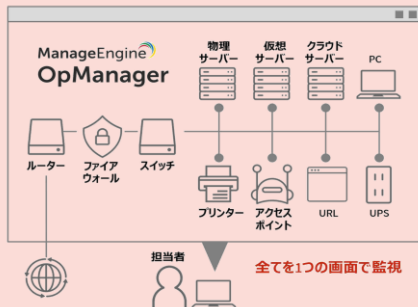 ManageEngine
OpManager
物理
サーバー
仮想
サーバー
クラウド
サーバー
PC
ルーター
ファイア
ウォール
スイッチ
プリンター
アクセス
ポイント
URL
UPS
担当者
全てを1つの画面で監視